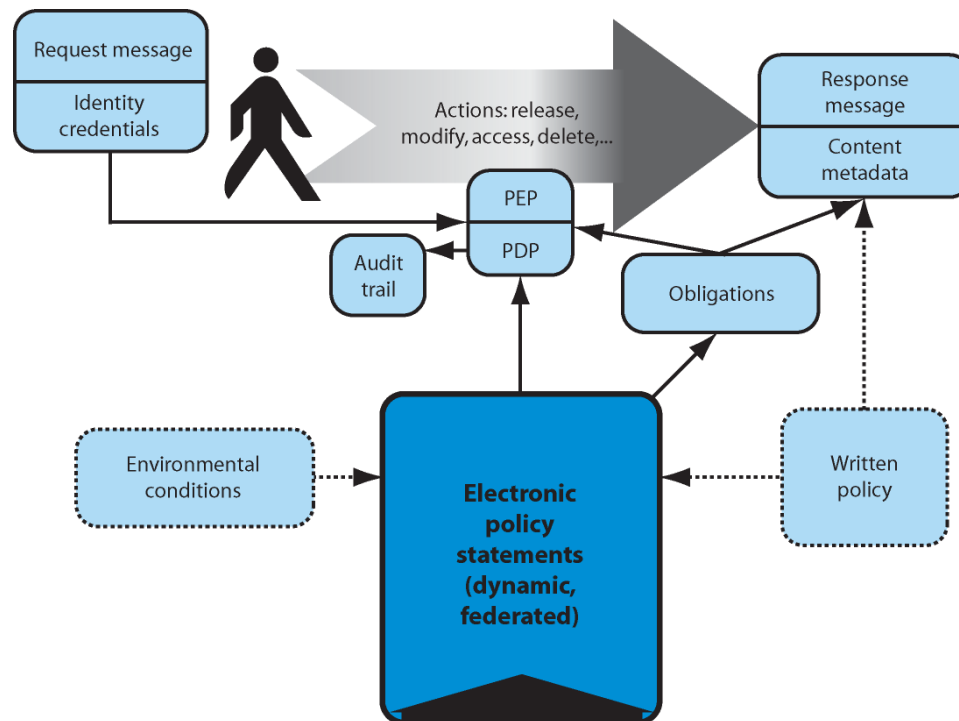 Request message
Identity
credentials
Actions: release,
modify, access, delete,...
Response
message
Content
metadata
PEP
PDP
Audit
trail
Obligations
Environmental
conditions
Electronic
policy
statements
(dynamic,
federated)
Written
policy